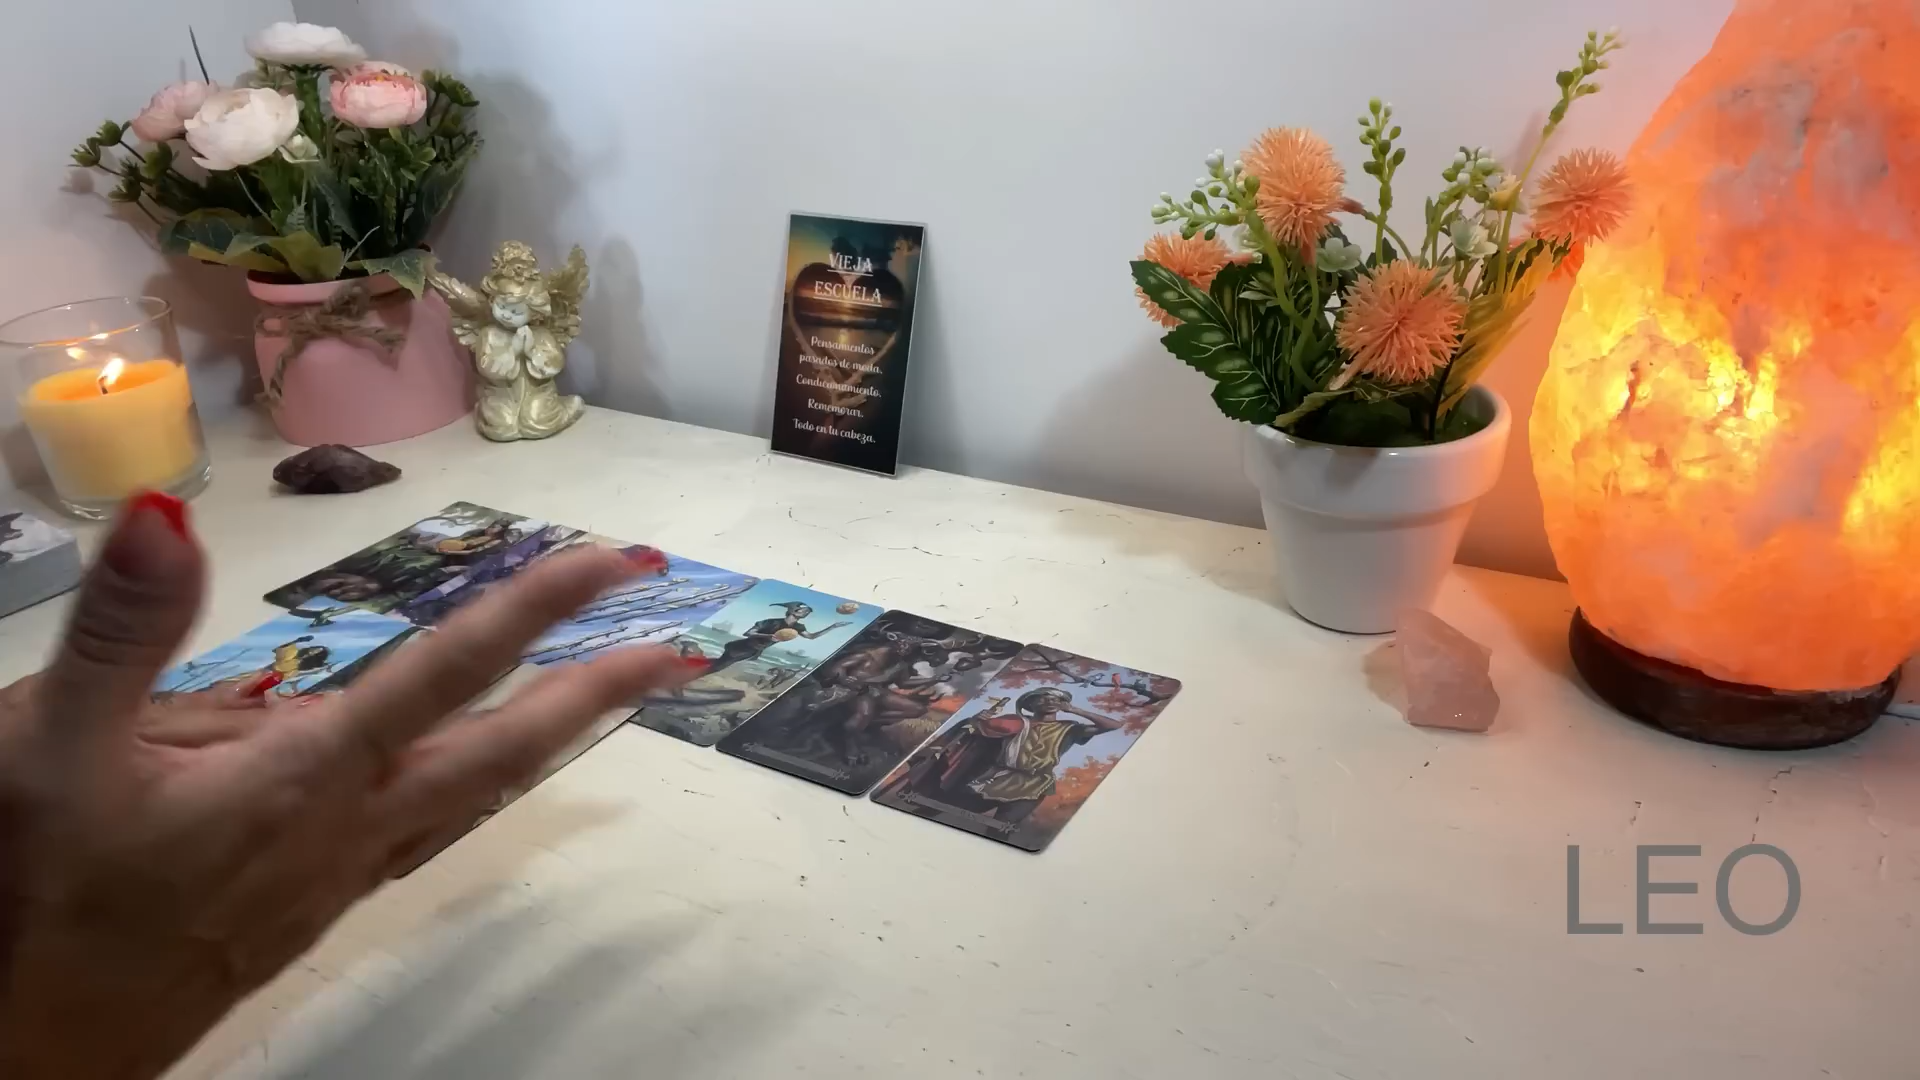 VIEJA
ESCUELA
Pensamientos
pasados de moda.
Condicionamiento.
Rememorar.
Todo en tu cabeza.
LEO